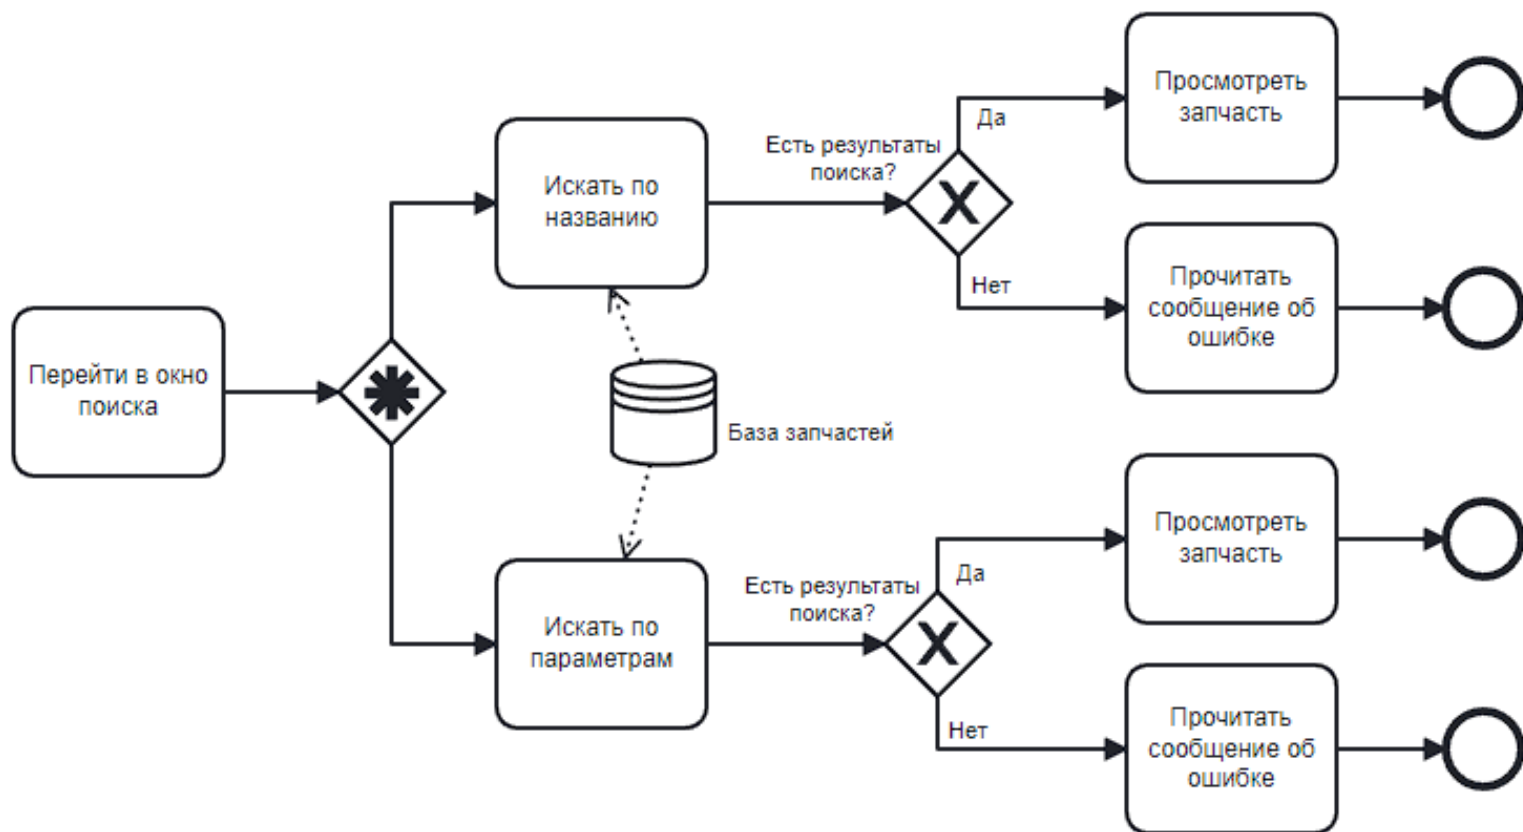 Перейти в окно
поиска
Искать по
названию
Есть результаты
поиска?
Да
Нет
Просмотреть
запчасть
Прочитать
сообщение об
ошибке
База запчастей
Искать по
параметрам
Есть результаты
поиска?
Да
Нет
Просмотреть
запчасть
Прочитать
сообщение об
ошибке